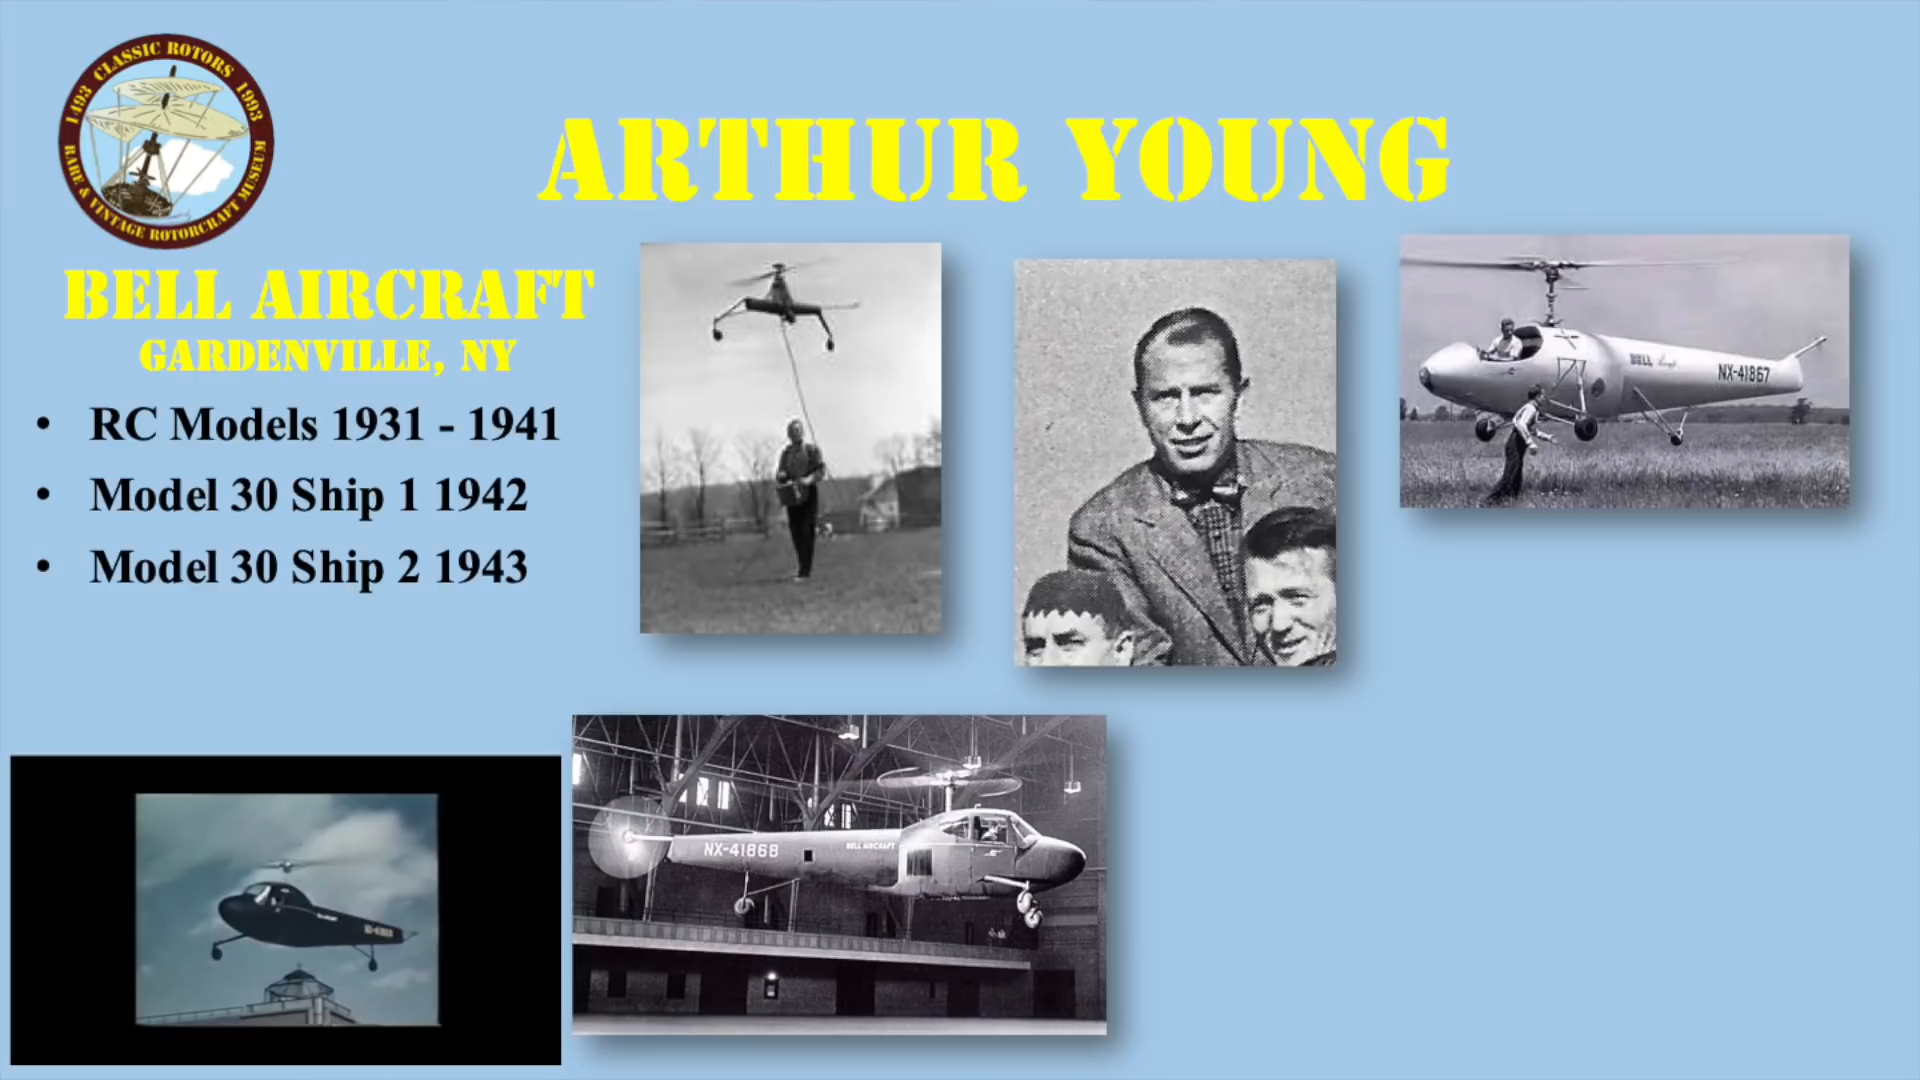 1493 CLASSIC ROTORS 1993
RARE & VINTAGE ROTORCRAFT MUSEUM
ARTHUR YOUNG
BELL AIRCRAFT
GARDENVILLE, NY
• RC Models 1931 - 1941
• Model 30 Ship 1 1942
• Model 30 Ship 2 1943
BELL Aircraft
NX-41867
NX-41868
BELL AIRCRAFT